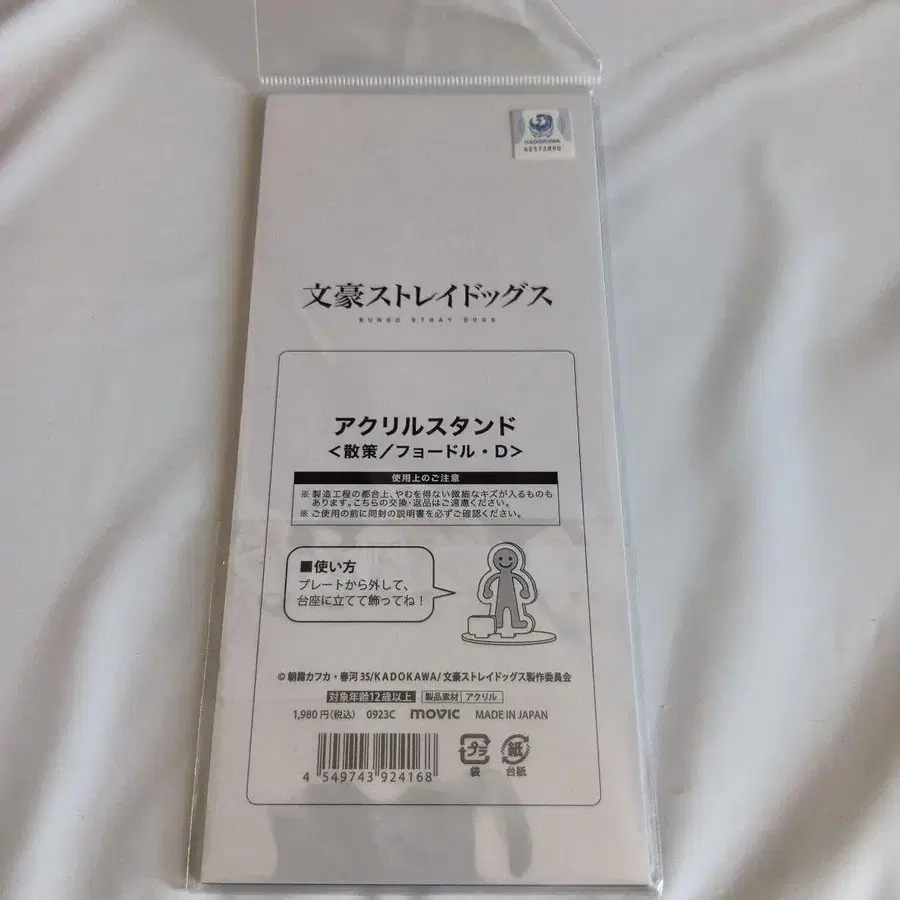 KADOKAWA
文豪ストレイドッグス
BUNGO STRAY DOGS
アクリルスタンド
<散策/フョードル・D>
使用上のご注意
※製造工程の都合上、やむを得ない微細なキズが入るものも
あります。こちらの交換・返品はご遠慮ください。
※ご使用の前に同封の説明書を必ずご確認ください。
■使い方
プレートから外して、
台座に立てて飾ってね!
© 朝霧カフカ・春河35/KADOKAWA/文豪ストレイドッグス製作委員会
対象年齢12歳以上 製品素材 アクリル
1,980円(税込) 0923C movic MADE IN JAPAN
4 549743 924168
プラ 紙
袋 台紙